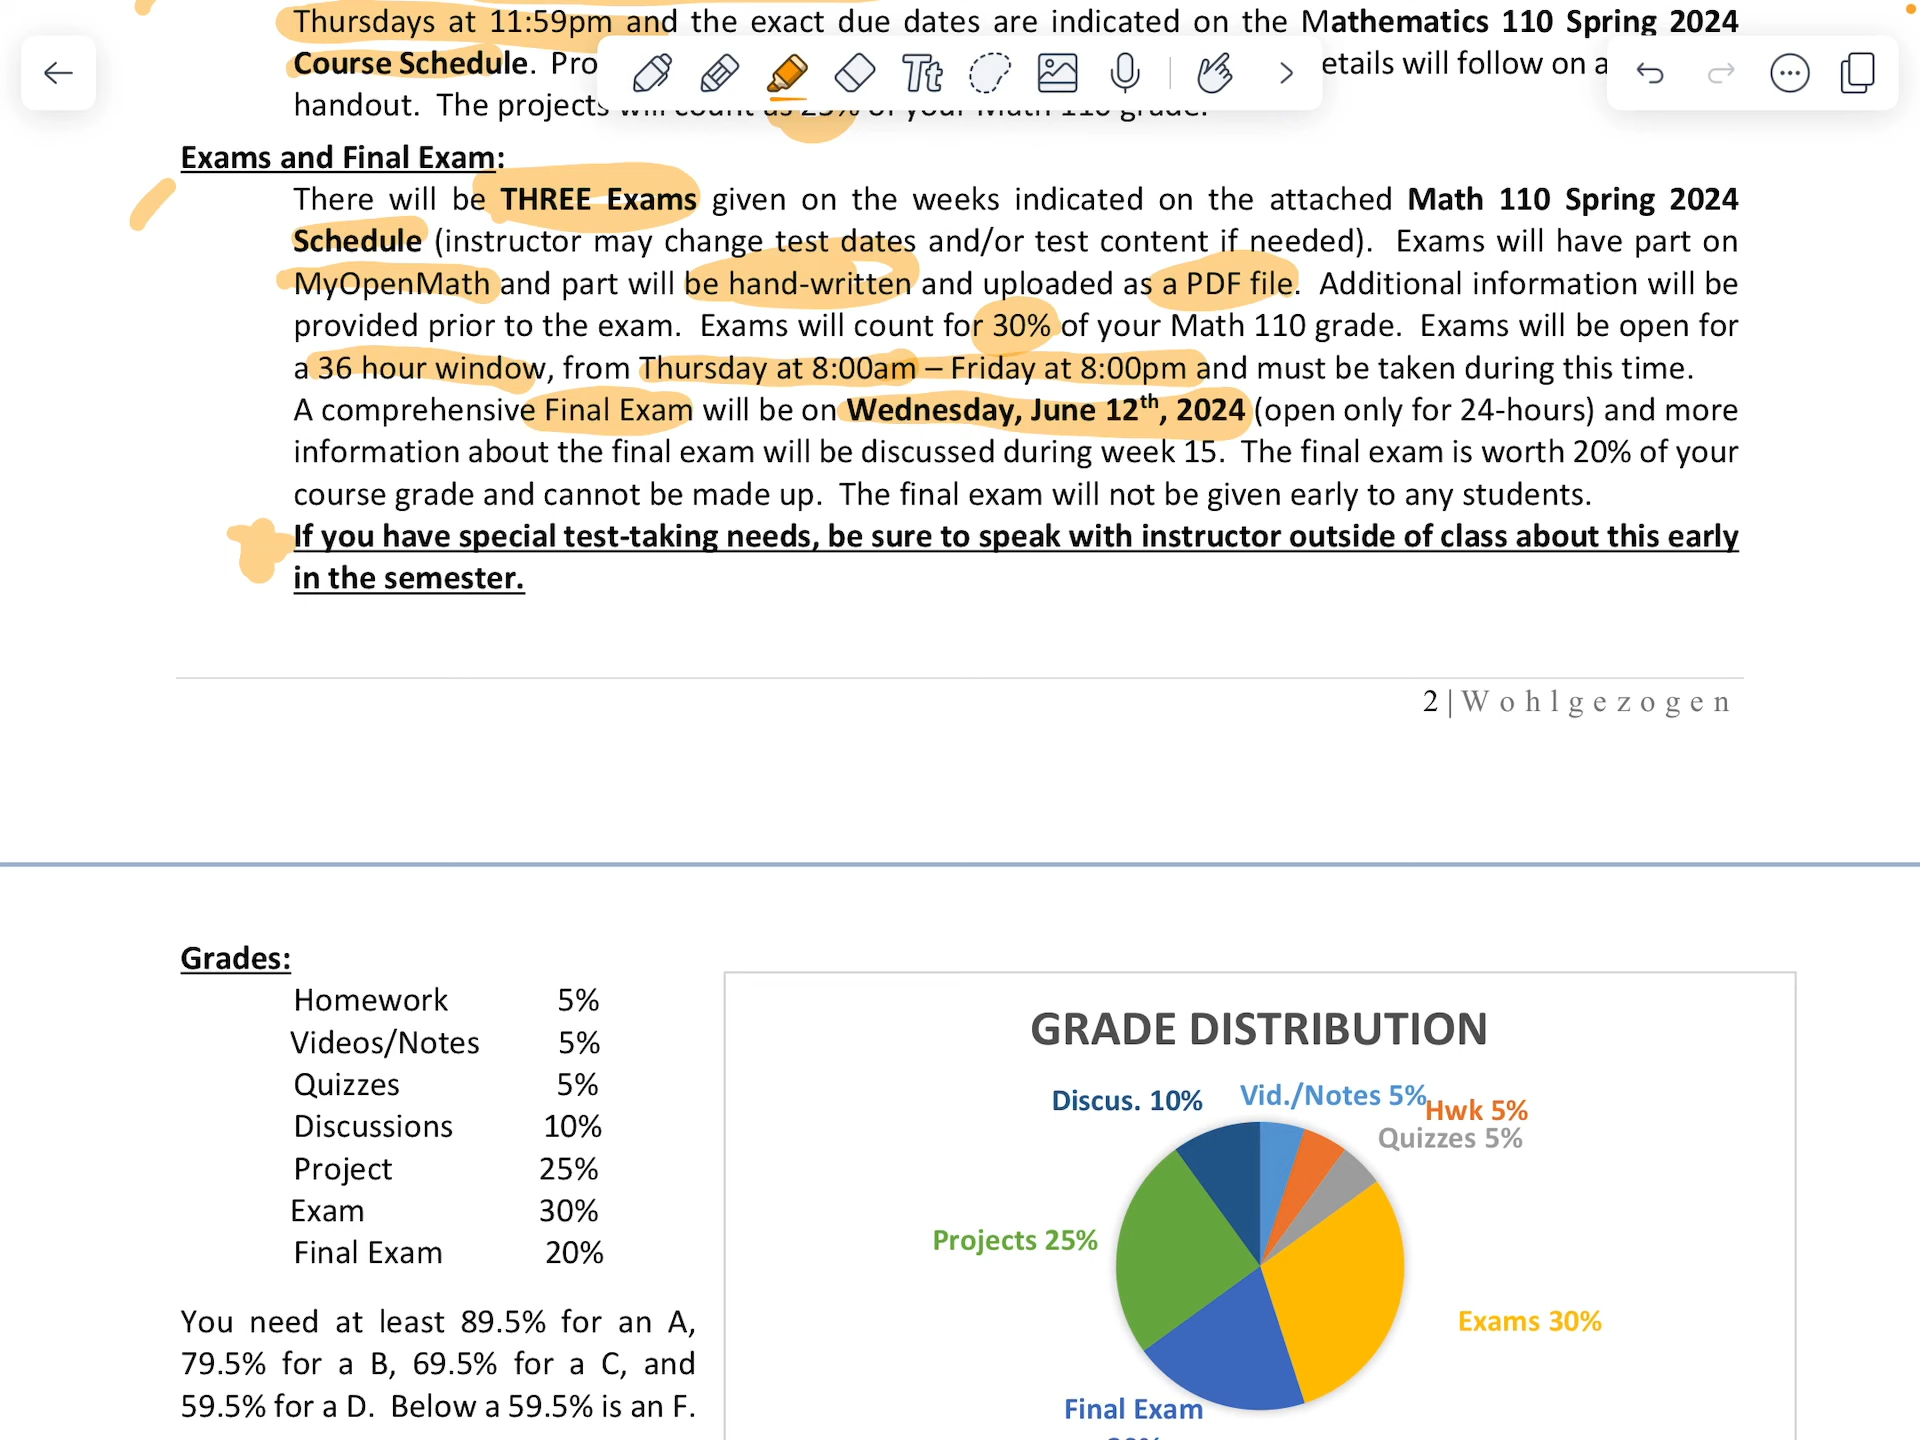 Thursdays at 11:59pm and the exact due dates are indicated on the Mathematics 110 Spring 2024
Course Schedule. Pro etails will follow on a
handout. The projects will count as 25% of your Math 110 grade.
Exams and Final Exam:
There will be THREE Exams given on the weeks indicated on the attached Math 110 Spring 2024
Schedule (instructor may change test dates and/or test content if needed). Exams will have part on
MyOpenMath and part will be hand-written and uploaded as a PDF file. Additional information will be
provided prior to the exam. Exams will count for 30% of your Math 110 grade. Exams will be open for
a 36 hour window, from Thursday at 8:00am – Friday at 8:00pm and must be taken during this time.
A comprehensive Final Exam will be on Wednesday, June 12th, 2024 (open only for 24-hours) and more
information about the final exam will be discussed during week 15. The final exam is worth 20% of your
course grade and cannot be made up. The final exam will not be given early to any students.
If you have special test-taking needs, be sure to speak with instructor outside of class about this early
in the semester.
2|Wohlgezogen
Grades:
Homework 5%
Videos/Notes 5%
Quizzes 5%
Discussions 10%
Project 25%
Exam 30%
Final Exam 20%
You need at least 89.5% for an A,
79.5% for a B, 69.5% for a C, and
59.5% for a D. Below a 59.5% is an F.
GRADE DISTRIBUTION
Discus. 10%
Vid./Notes 5%
Hwk 5%
Quizzes 5%
Projects 25%
Exams 30%
Final Exam
Tt